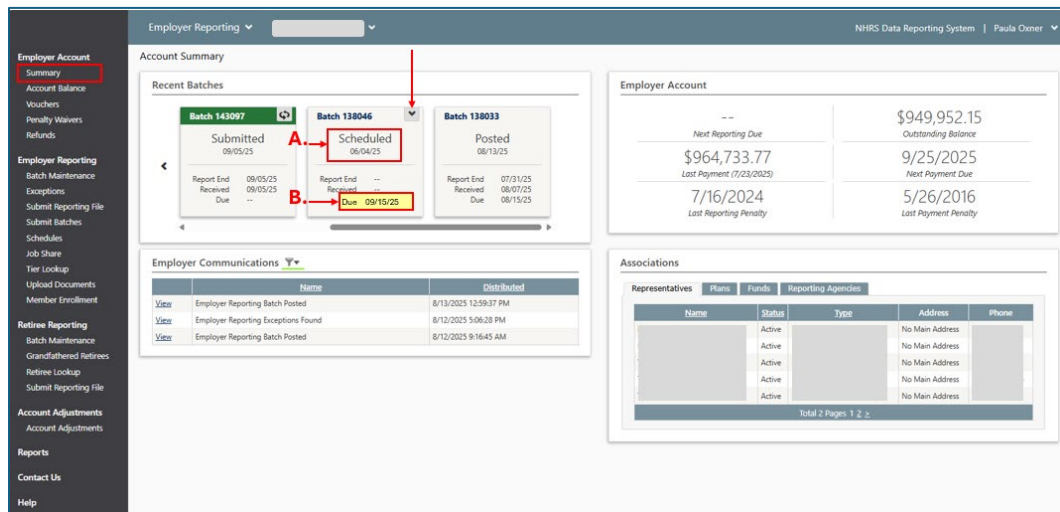 Employer Reporting
NHRS Data Reporting System | Paula Oxner
Employer Account
Summary
Account Balance
Vouchers
Penalty Waivers
Refunds
Employer Reporting
Batch Maintenance
Exceptions
Submit Reporting File
Submit Batches
Schedules
Job Share
Tier Lookup
Upload Documents
Member Enrollment
Retiree Reporting
Batch Maintenance
Grandfathered Retirees
Retiree Lookup
Submit Reporting File
Account Adjustments
Account Adjustments
Reports
Contact Us
Help
Account Summary
Recent Batches
Batch 143097
Submitted
09/05/25
Report End 09/05/25
Received 09/05/25
Due --
Batch 138046
A.
Scheduled
06/04/25
Report End --
Received --
B.
Due 09/15/25
Batch 138033
Posted
08/13/25
Report End 07/31/25
Received 08/07/25
Due 08/15/25
Employer Account
--
Next Reporting Due
$949,952.15
Outstanding Balance
$964,733.77
Last Payment (7/23/2025)
9/25/2025
Next Payment Due
7/16/2024
Last Reporting Penalty
5/26/2016
Last Payment Penalty
Employer Communications
Name Distributed
View Employer Reporting Batch Posted 8/13/2025 12:59:37 PM
View Employer Reporting Exceptions Found 8/12/2025 5:06:28 PM
View Employer Reporting Batch Posted 8/12/2025 9:16:45 AM
Associations
Representatives Plans Funds Reporting Agencies
Name Status Type Address Phone
Active No Main Address
Active No Main Address
Active No Main Address
Active No Main Address
Total 2 Pages 1 2 >